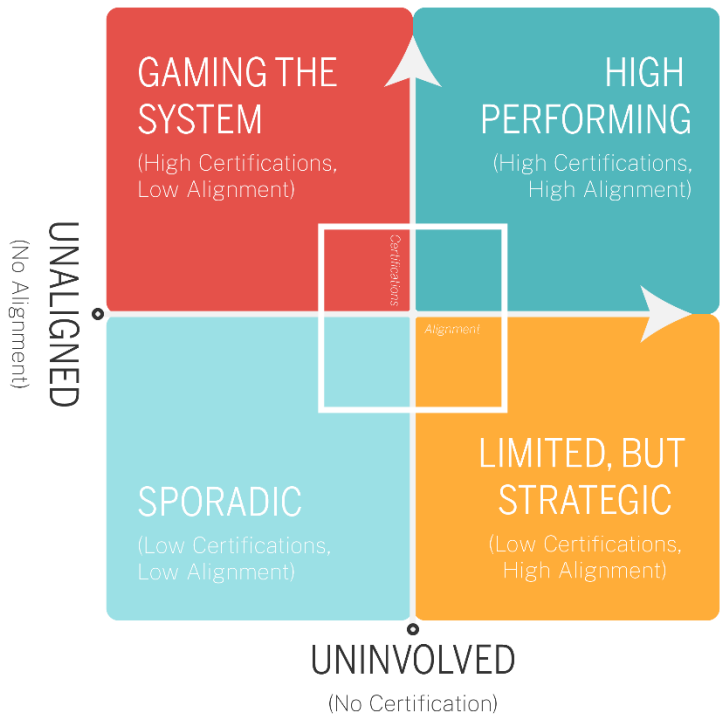 GAMING THE
SYSTEM
(High Certifications,
Low Alignment)
HIGH
PERFORMING
(High Certifications,
High Alignment)
Certifications
Alignment
UNALIGNED
(No Alignment)
SPORADIC
(Low Certifications,
Low Alignment)
LIMITED, BUT
STRATEGIC
(Low Certifications,
High Alignment)
UNINVOLVED
(No Certification)